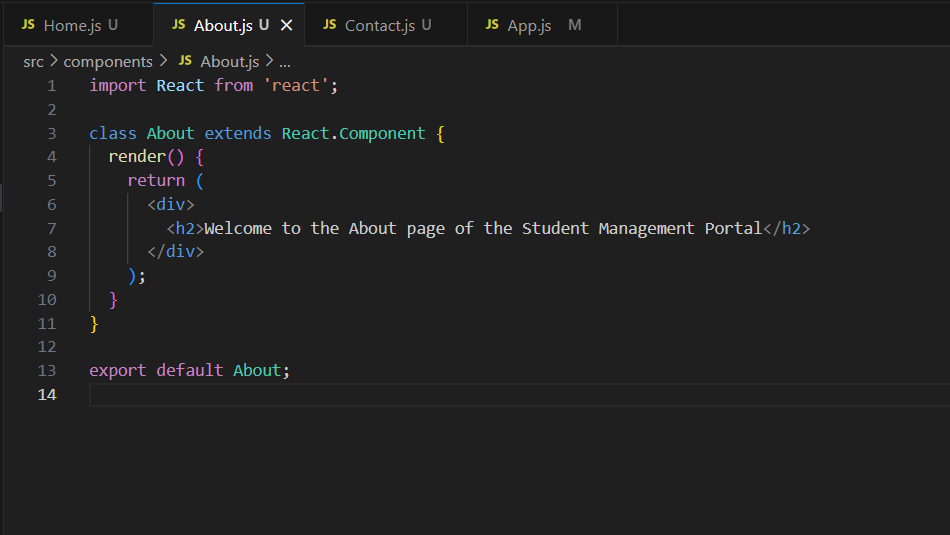 JS Home.js U JS About.js U × JS Contact.js U JS App.js M
src > components > JS About.js > ...
1 import React from 'react';
2
3 class About extends React.Component {
4   render() {
5     return (
6       <div>
7         <h2>Welcome to the About page of the Student Management Portal</h2>
8       </div>
9     );
10   }
11 }
12
13 export default About;
14